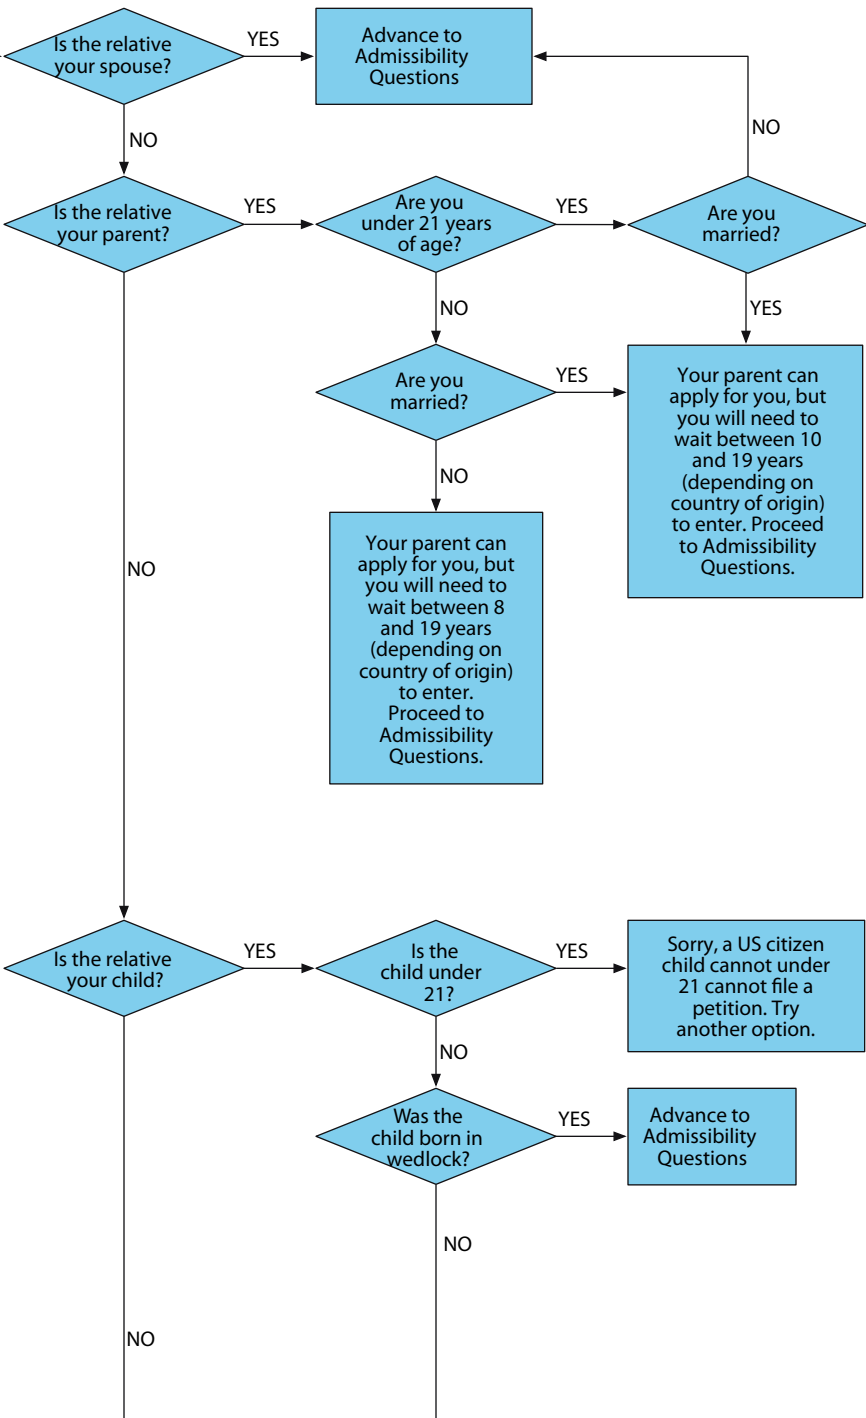 Is the relative
your spouse?
YES
Advance to
Admissibility
Questions
NO
NO
Is the relative
your parent?
YES
Are you
under 21 years
of age?
YES
Are you
married?
NO
YES
Are you
married?
YES
Your parent can
apply for you, but
you will need to
wait between 10
and 19 years
(depending on
country of origin)
to enter. Proceed
to Admissibility
Questions.
NO
Your parent can
apply for you, but
you will need to
wait between 8
and 19 years
(depending on
country of origin)
to enter.
Proceed to
Admissibility
Questions.
NO
Is the relative
your child?
YES
Is the
child under
21?
YES
Sorry, a US citizen
child cannot under
21 cannot file a
petition. Try
another option.
NO
Was the
child born in
wedlock?
YES
Advance to
Admissibility
Questions
NO
NO